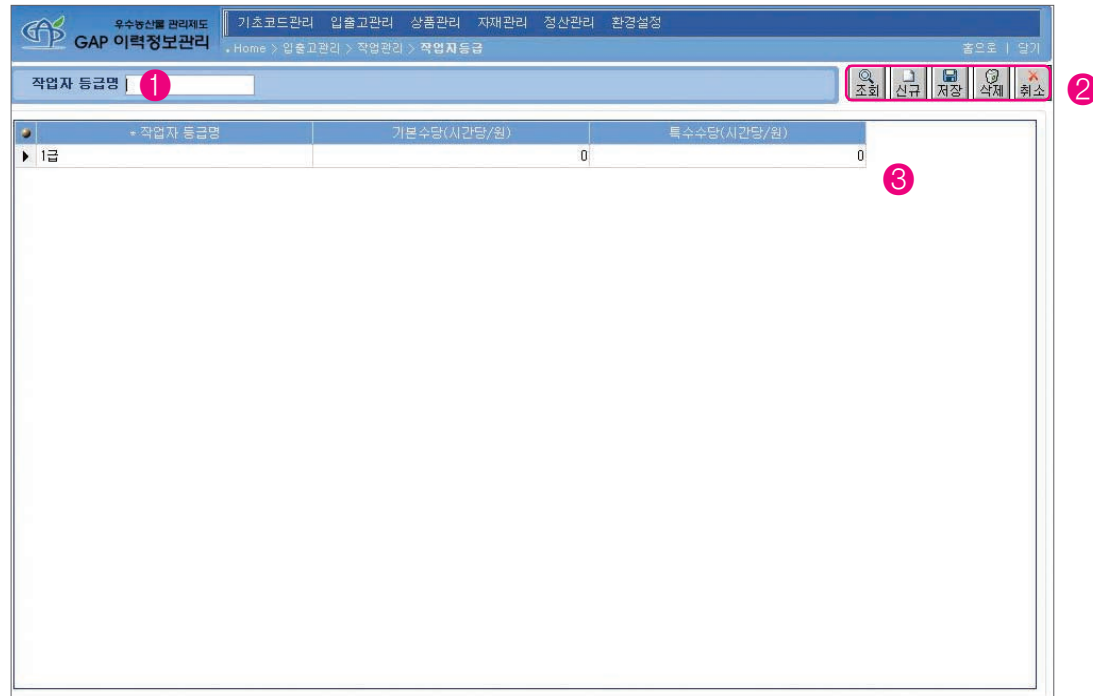 우수농산물 관리제도
GAP 이력정보관리
기초코드관리 입출고관리 상품관리 자재관리 정산관리 환경설정
Home > 입출고관리 > 작업관리 > 작업자등급
홈으로 | 닫기
작업자 등급명 1
조회 신규 저장 삭제 취소 2
* 작업자 등급명 기본수당(시간당/원) 특수수당(시간당/원)
1급 0 0
3